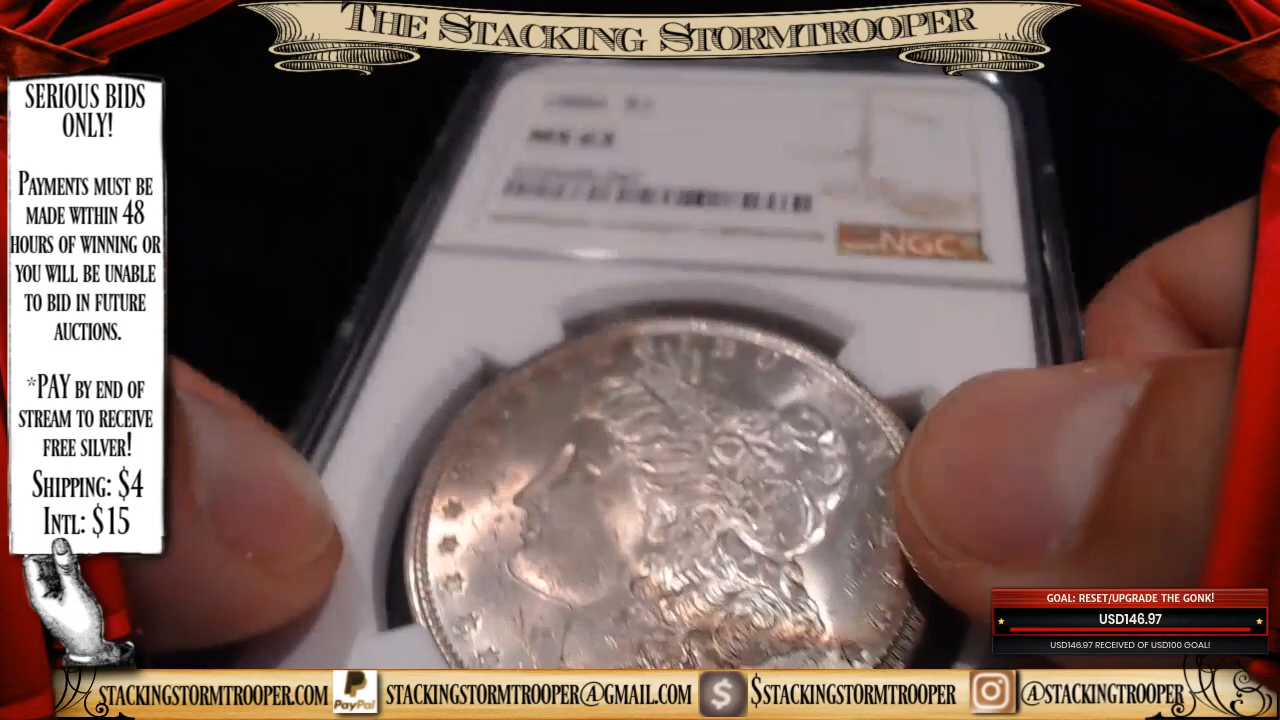 The Stacking Stormtrooper
SERIOUS BIDS
ONLY!
PAYMENTS MUST BE
MADE WITHIN 48
HOURS OF WINNING OR
YOU WILL BE UNABLE
TO BID IN FUTURE
AUCTIONS.
*PAY BY END OF
STREAM TO RECEIVE
FREE SILVER!
SHIPPING: $4
INTL: $15
MS 63
NGC
GOAL: RESET/UPGRADE THE GONK!
USD146.97
USD146.97 RECEIVED OF USD100 GOAL!
STACKINGSTORMTROOPER.COM
PayPal
STACKINGSTORMTROOPER@GMAIL.COM
$
$STACKINGSTORMTROOPER
@STACKINGTROOPER